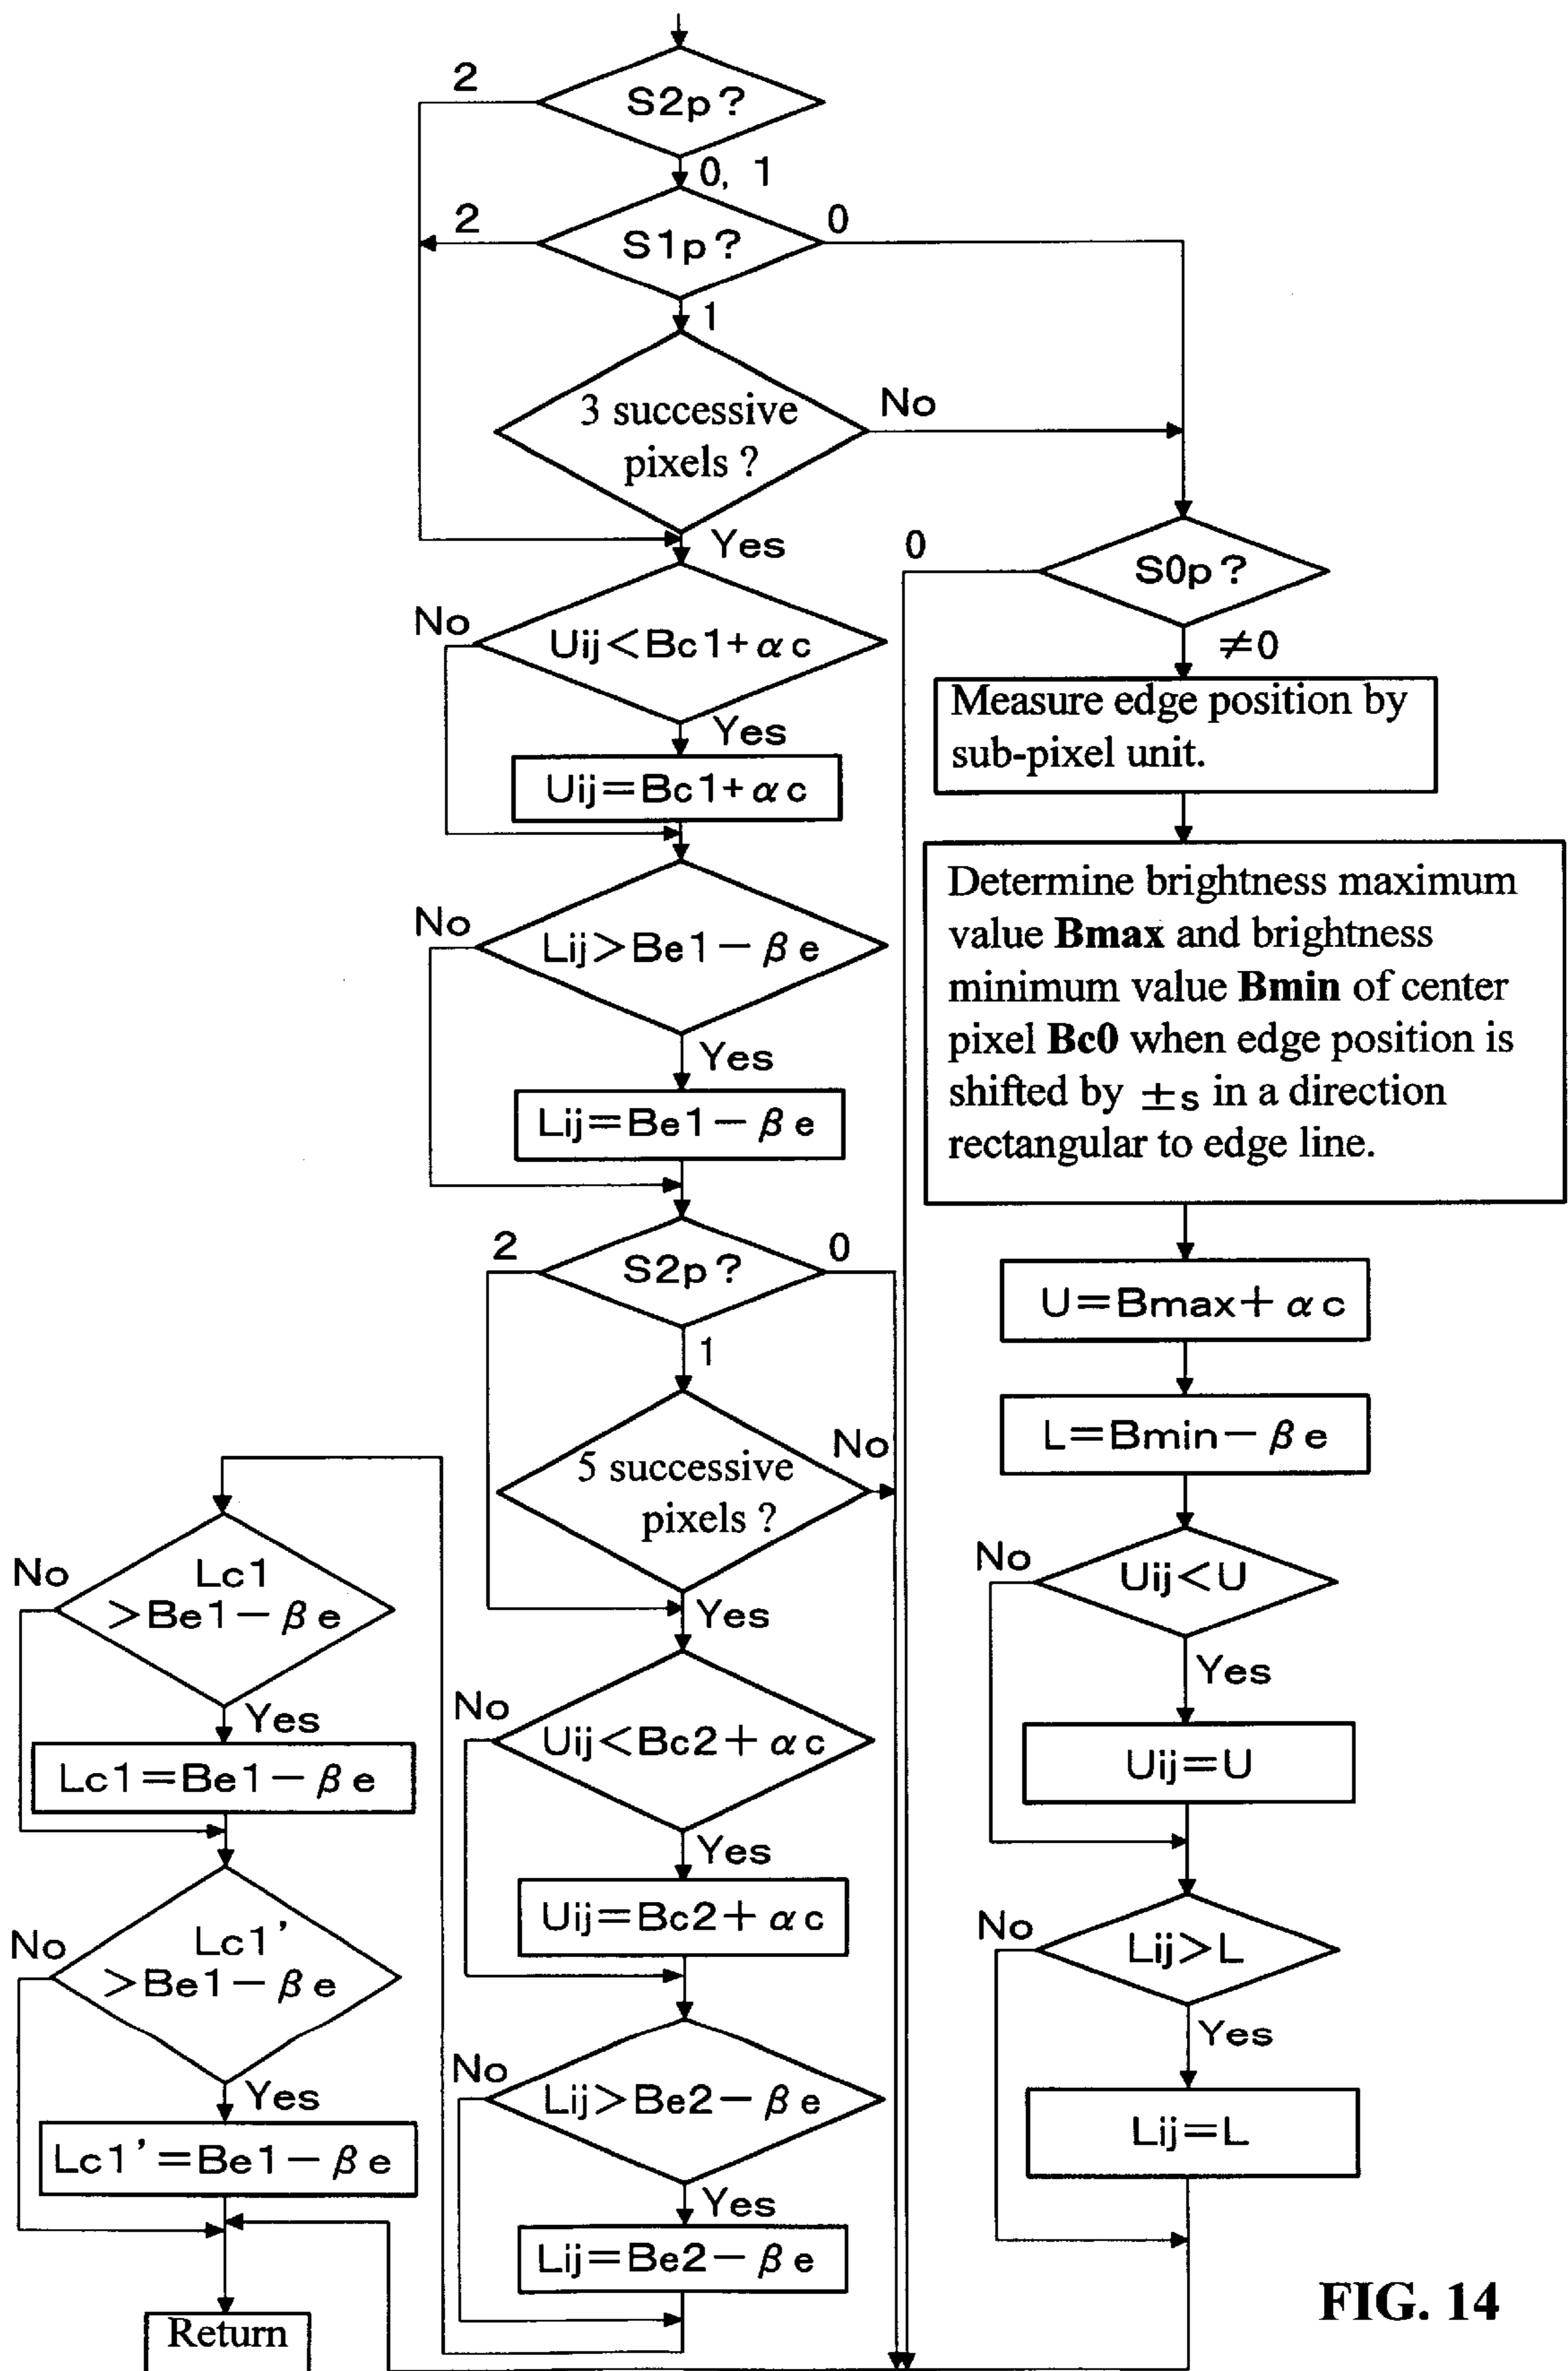 S2p?
2
0, 1
S1p?
2
0
1
3 successive
pixels ?
No
Yes
Uij<Bc1+αc
No
Yes
Uij=Bc1+αc
Lij>Be1−βe
No
Yes
Lij=Be1−βe
S2p?
2
0
1
5 successive
pixels ?
No
Yes
Uij<Bc2+αc
No
Yes
Uij=Bc2+αc
Lij>Be2−βe
No
Yes
Lij=Be2−βe
Lc1
>Be1−βe
No
Yes
Lc1=Be1−βe
Lc1'
>Be1−βe
No
Yes
Lc1'=Be1−βe
Return
S0p?
0
≠0
Measure edge position by
sub-pixel unit.
Determine brightness maximum
value Bmax and brightness
minimum value Bmin of center
pixel Bc0 when edge position is
shifted by ±s in a direction
rectangular to edge line.
U=Bmax+αc
L=Bmin−βe
Uij<U
No
Yes
Uij=U
Lij>L
No
Yes
Lij=L
FIG. 14